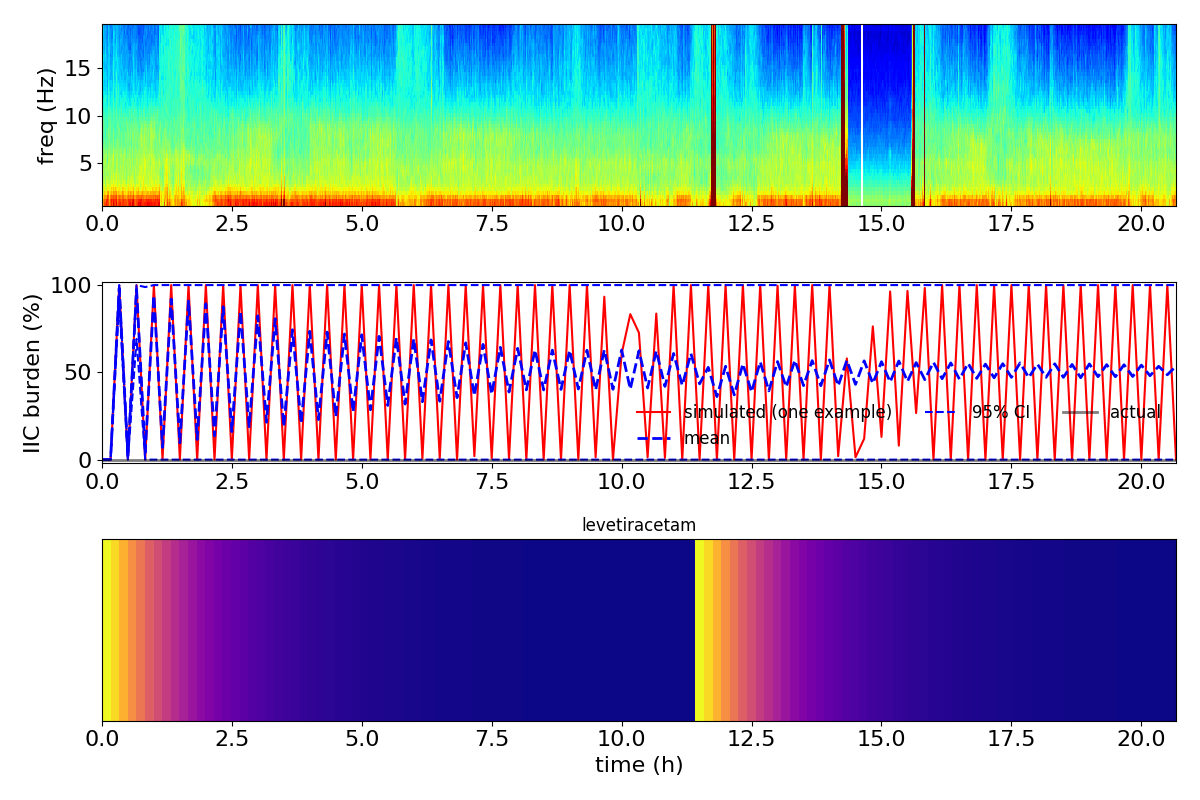 freq (Hz)
15
10
5
0.0 2.5 5.0 7.5 10.0 12.5 15.0 17.5 20.0
IIC burden (%)
100
50
0
simulated (one example) 95% CI actual
mean
0.0 2.5 5.0 7.5 10.0 12.5 15.0 17.5 20.0
levetiracetam
0.0 2.5 5.0 7.5 10.0 12.5 15.0 17.5 20.0
time (h)